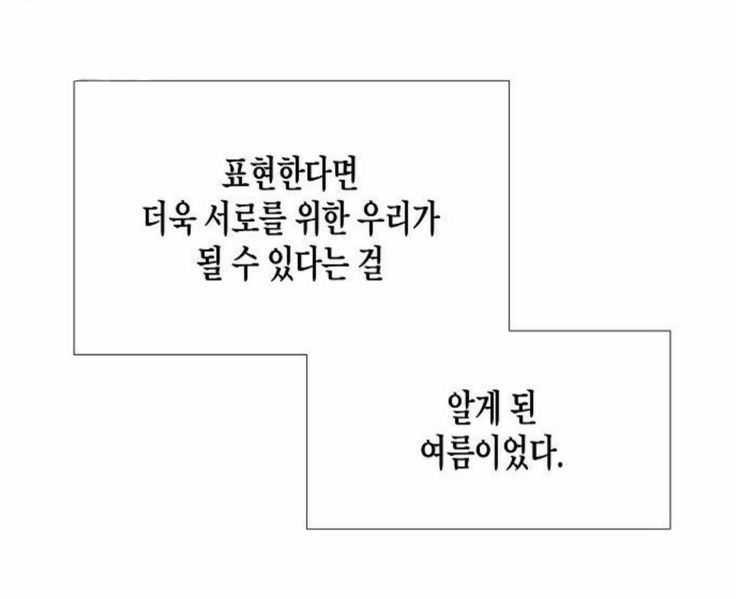 표현한다면
더욱 서로를 위한 우리가
될 수 있다는 걸
알게 된
여름이었다.